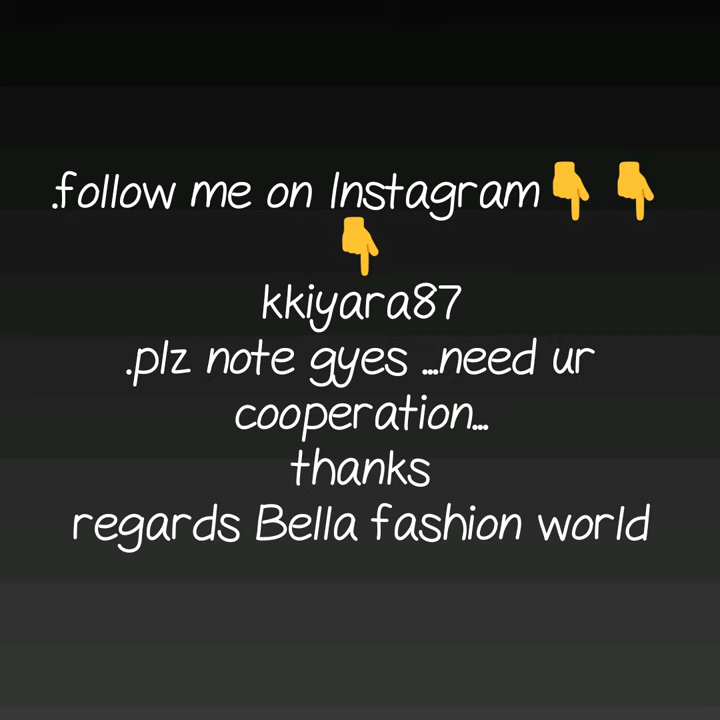 .follow me on Instagram👇 👇
👇
kkiyara87
.plz note gyes ...need ur
cooperation...
thanks
regards Bella fashion world